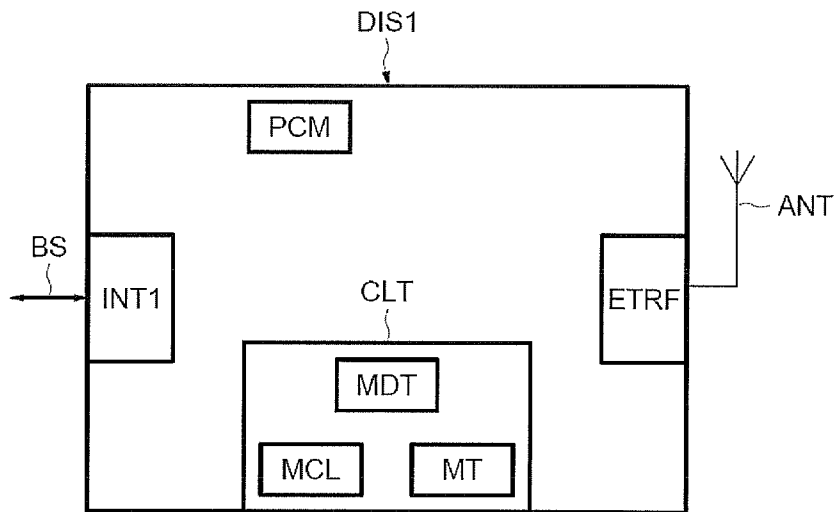 DIS1
PCM
ANT
BS
INT1
CLT
ETRF
MDT
MCL
MT